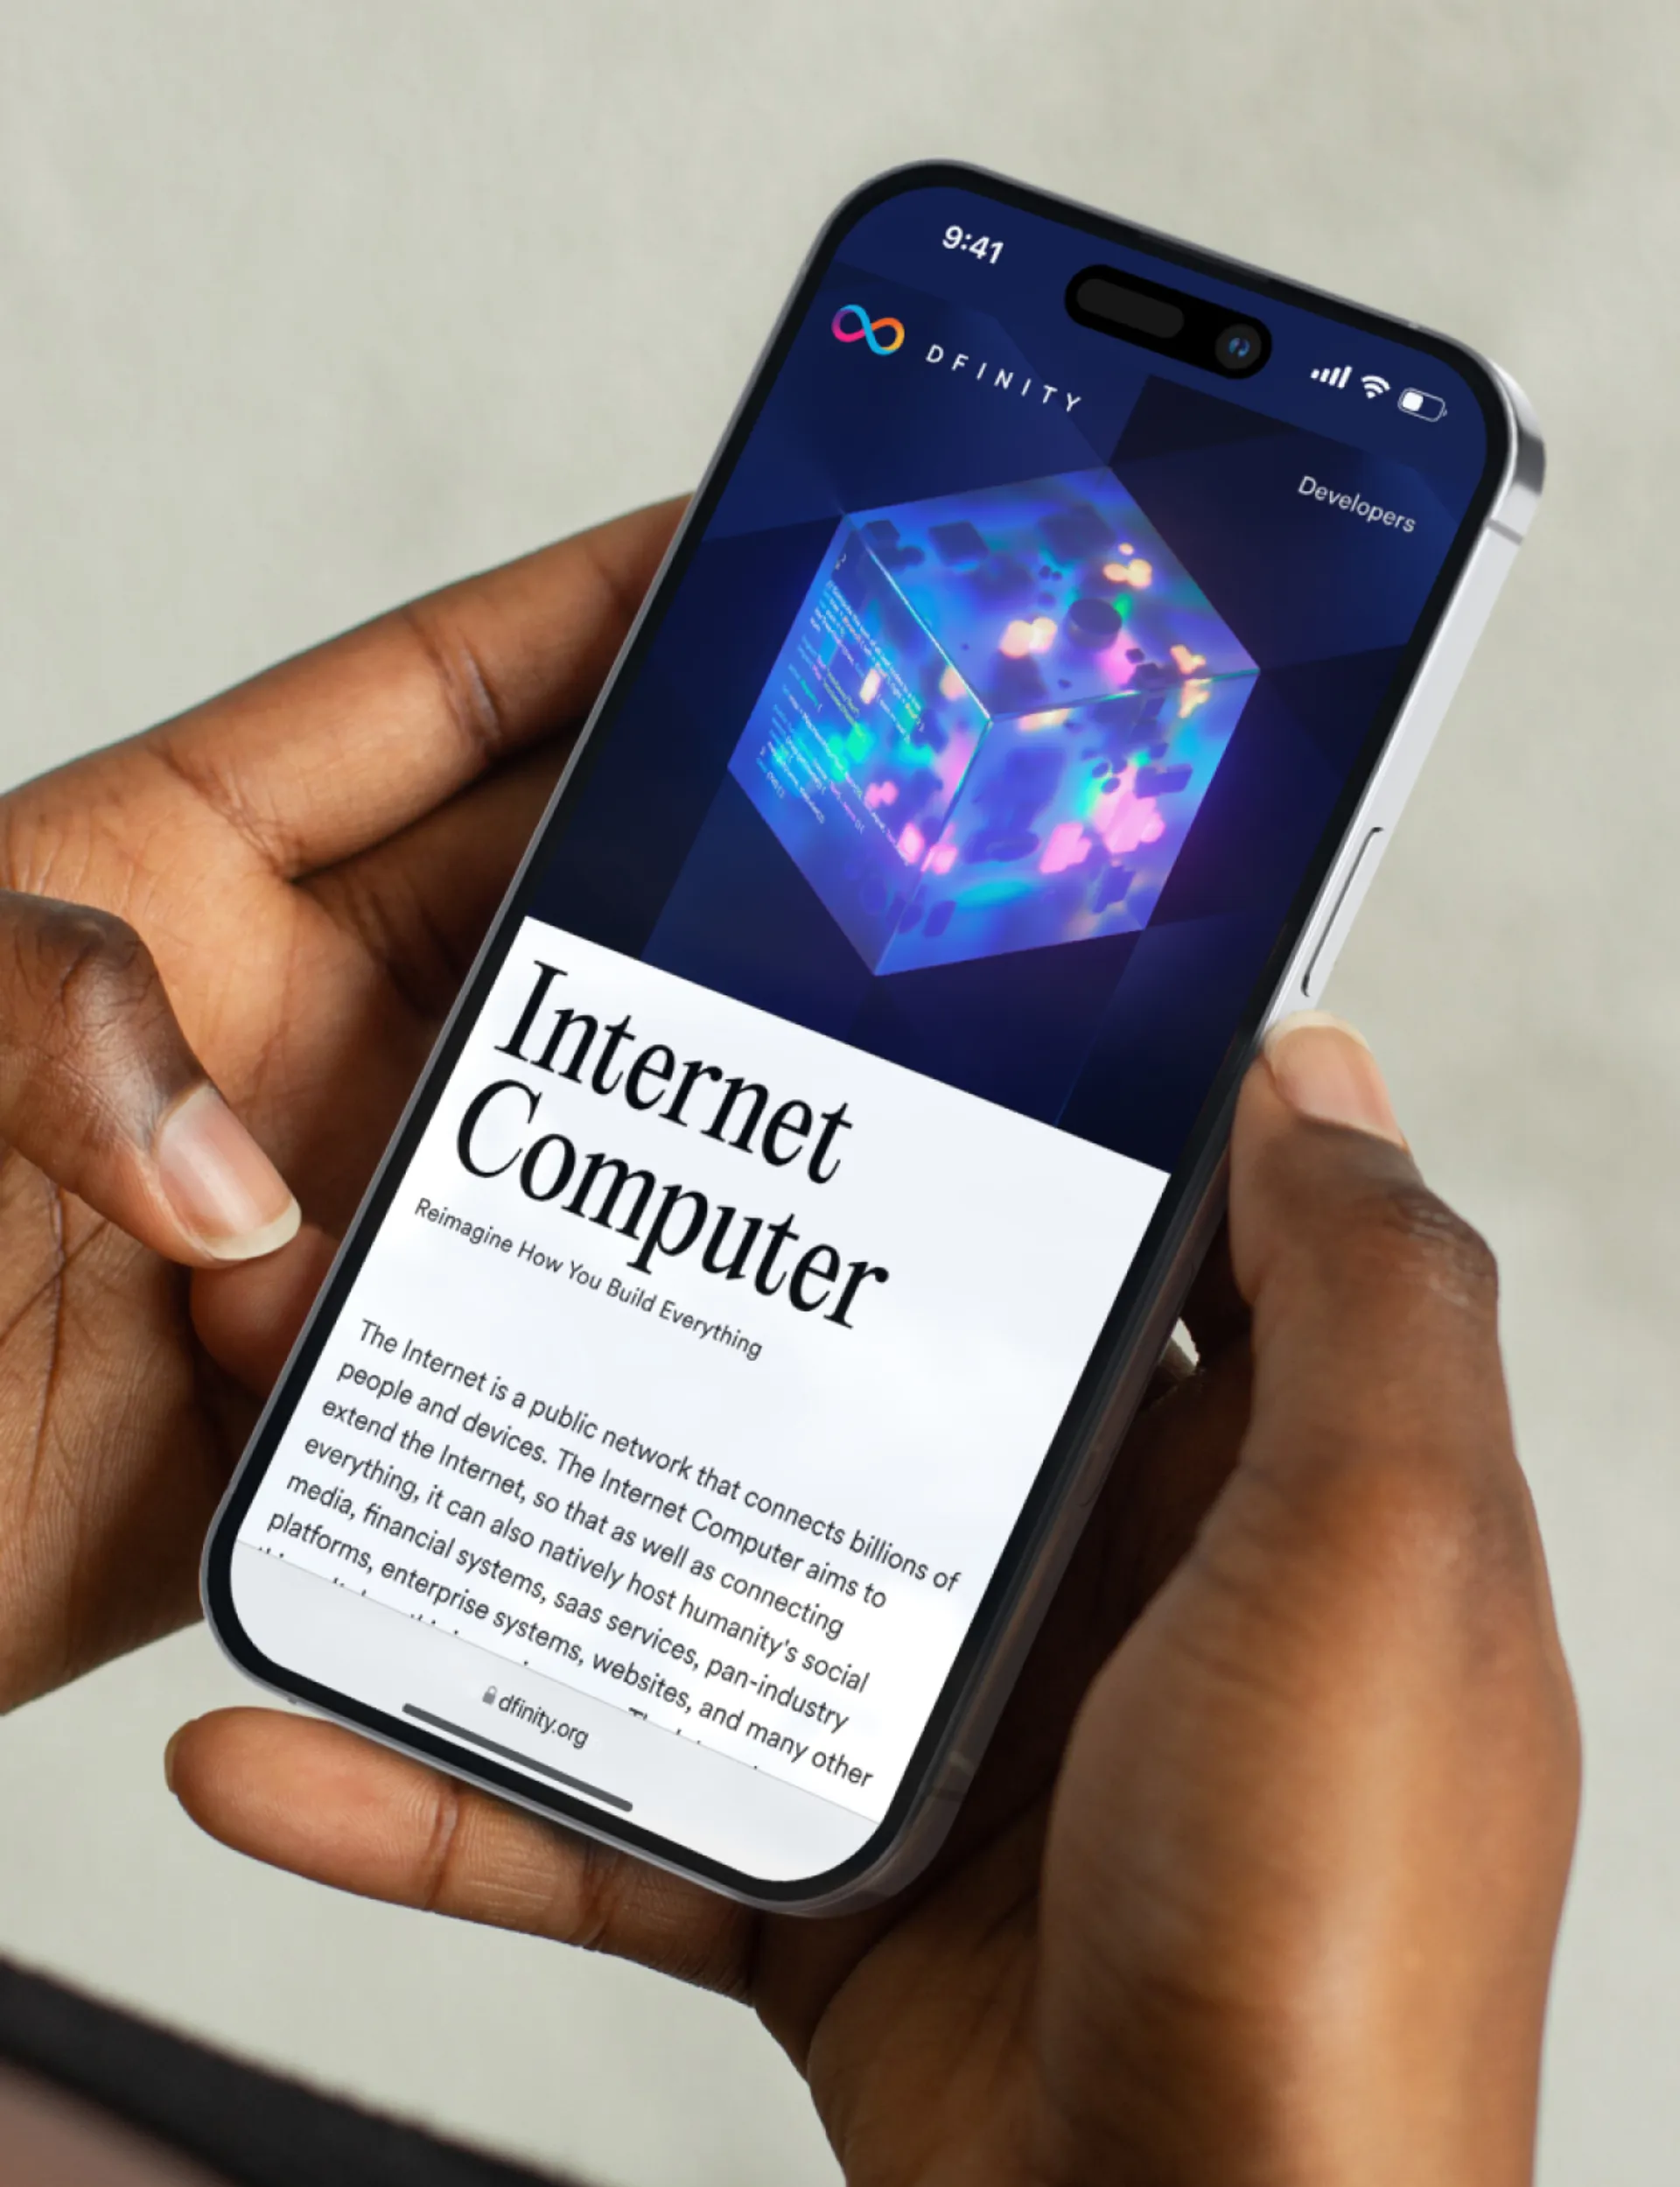 9:41
DFINITY
Developers
Internet
Computer
Reimagine How You Build Everything
The Internet is a public network that connects billions of
people and devices. The Internet Computer aims to
extend the Internet, so that as well as connecting
everything, it can also natively host humanity's social
media, financial systems, saas services, pan-industry
platforms, enterprise systems, websites, and many other
dfinity.org